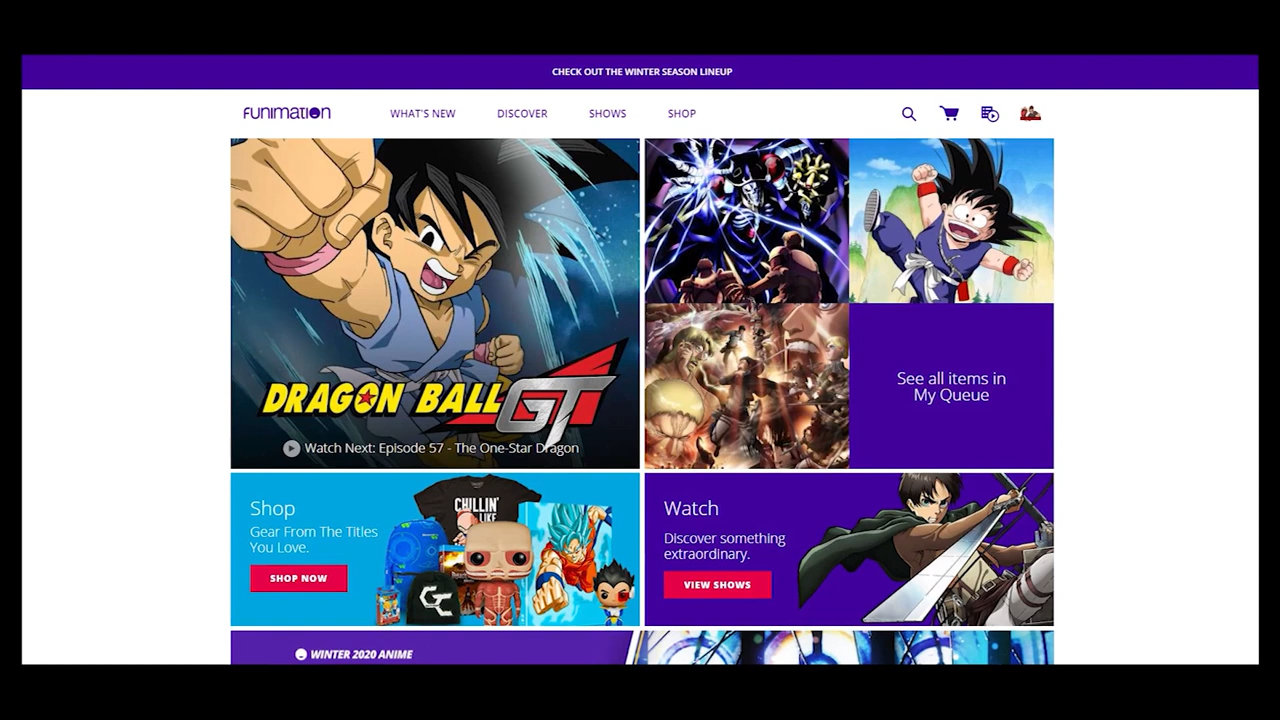 CHECK OUT THE WINTER SEASON LINEUP
FUNIMATION
WHAT'S NEW
DISCOVER
SHOWS
SHOP
DRAGON BALL GT
Watch Next: Episode 57 - The One-Star Dragon
See all items in
My Queue
Shop
Gear From The Titles
You Love.
SHOP NOW
CHILLIN'
LIKE
Watch
Discover something
extraordinary.
VIEW SHOWS
WINTER 2020 ANIME